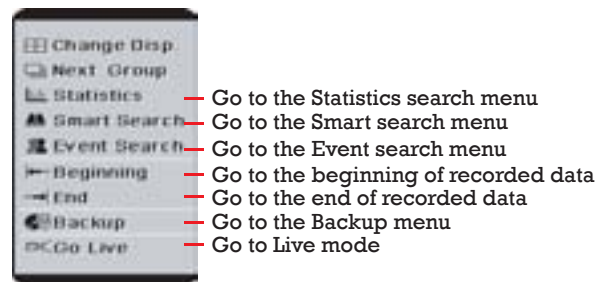 Change Disp.
Next Group
Statistics Go to the Statistics search menu
Smart Search Go to the Smart search menu
Event Search Go to the Event search menu
Beginning Go to the beginning of recorded data
End Go to the end of recorded data
Backup Go to the Backup menu
Go Live Go to Live mode